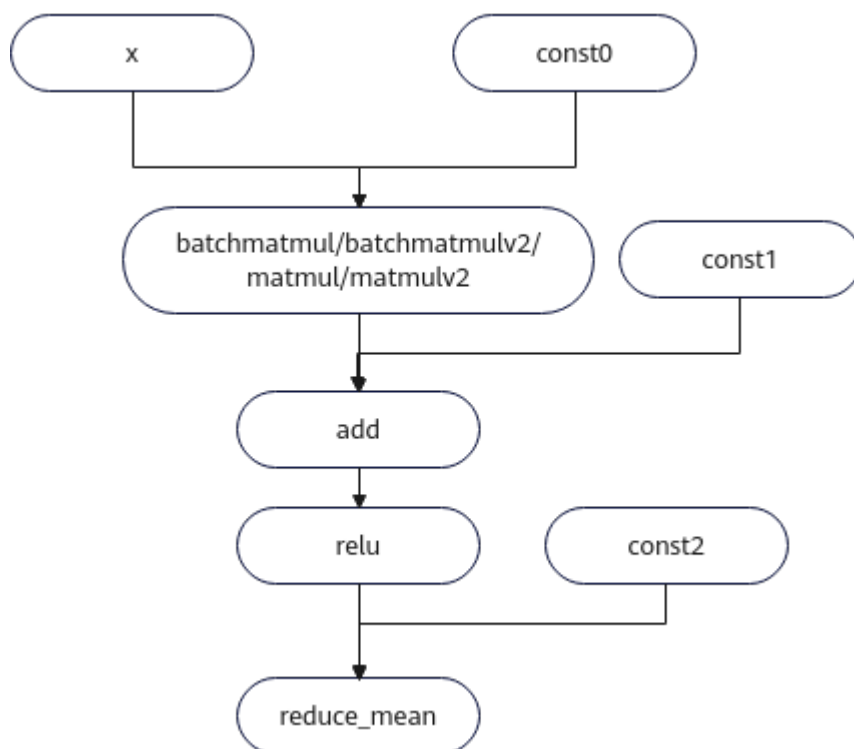 x
const0
batchmatmul/batchmatmulv2/
matmul/matmulv2
const1
add
relu
const2
reduce_mean